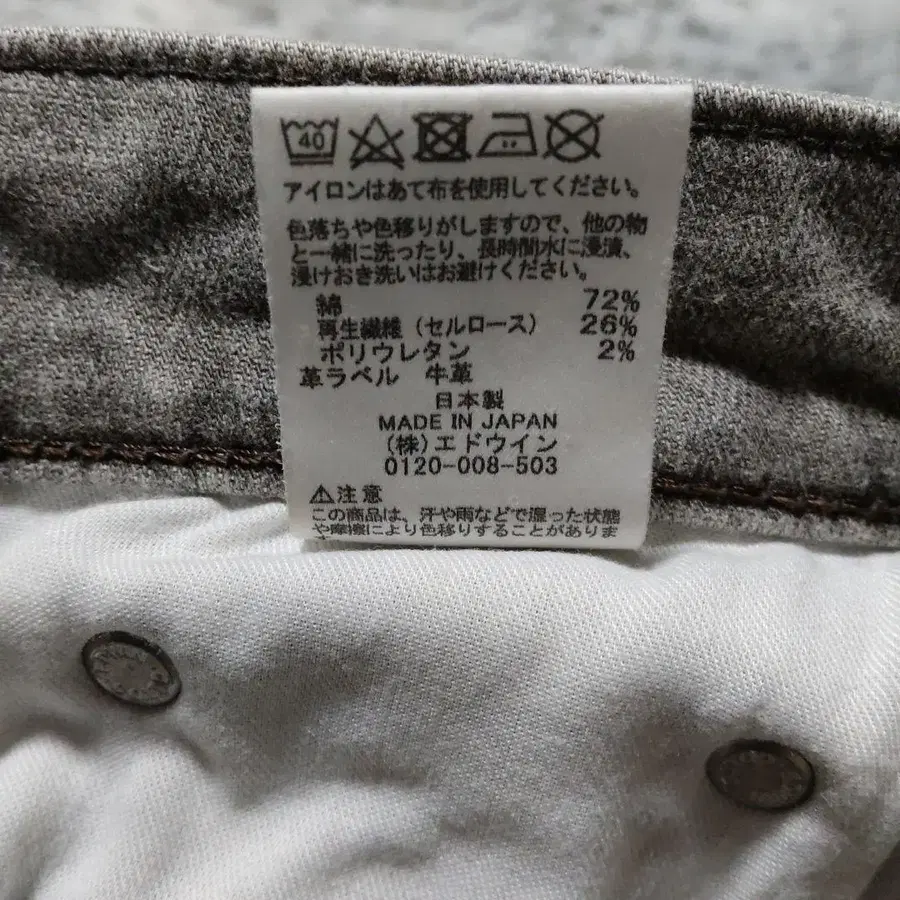 40
アイロンはあて布を使用してください。
色落ちや色移りがしますので、他の物
と一緒に洗ったり、長時間水に浸漬、
浸けおき洗いはお避けください。
綿 72%
再生繊維（セルロース） 26%
ポリウレタン 2%
革ラベル 牛革
日本製
MADE IN JAPAN
（株）エドウイン
0120-008-503
⚠注意
この商品は、汗や雨などで湿った状態
や摩擦により色移りすることがありま